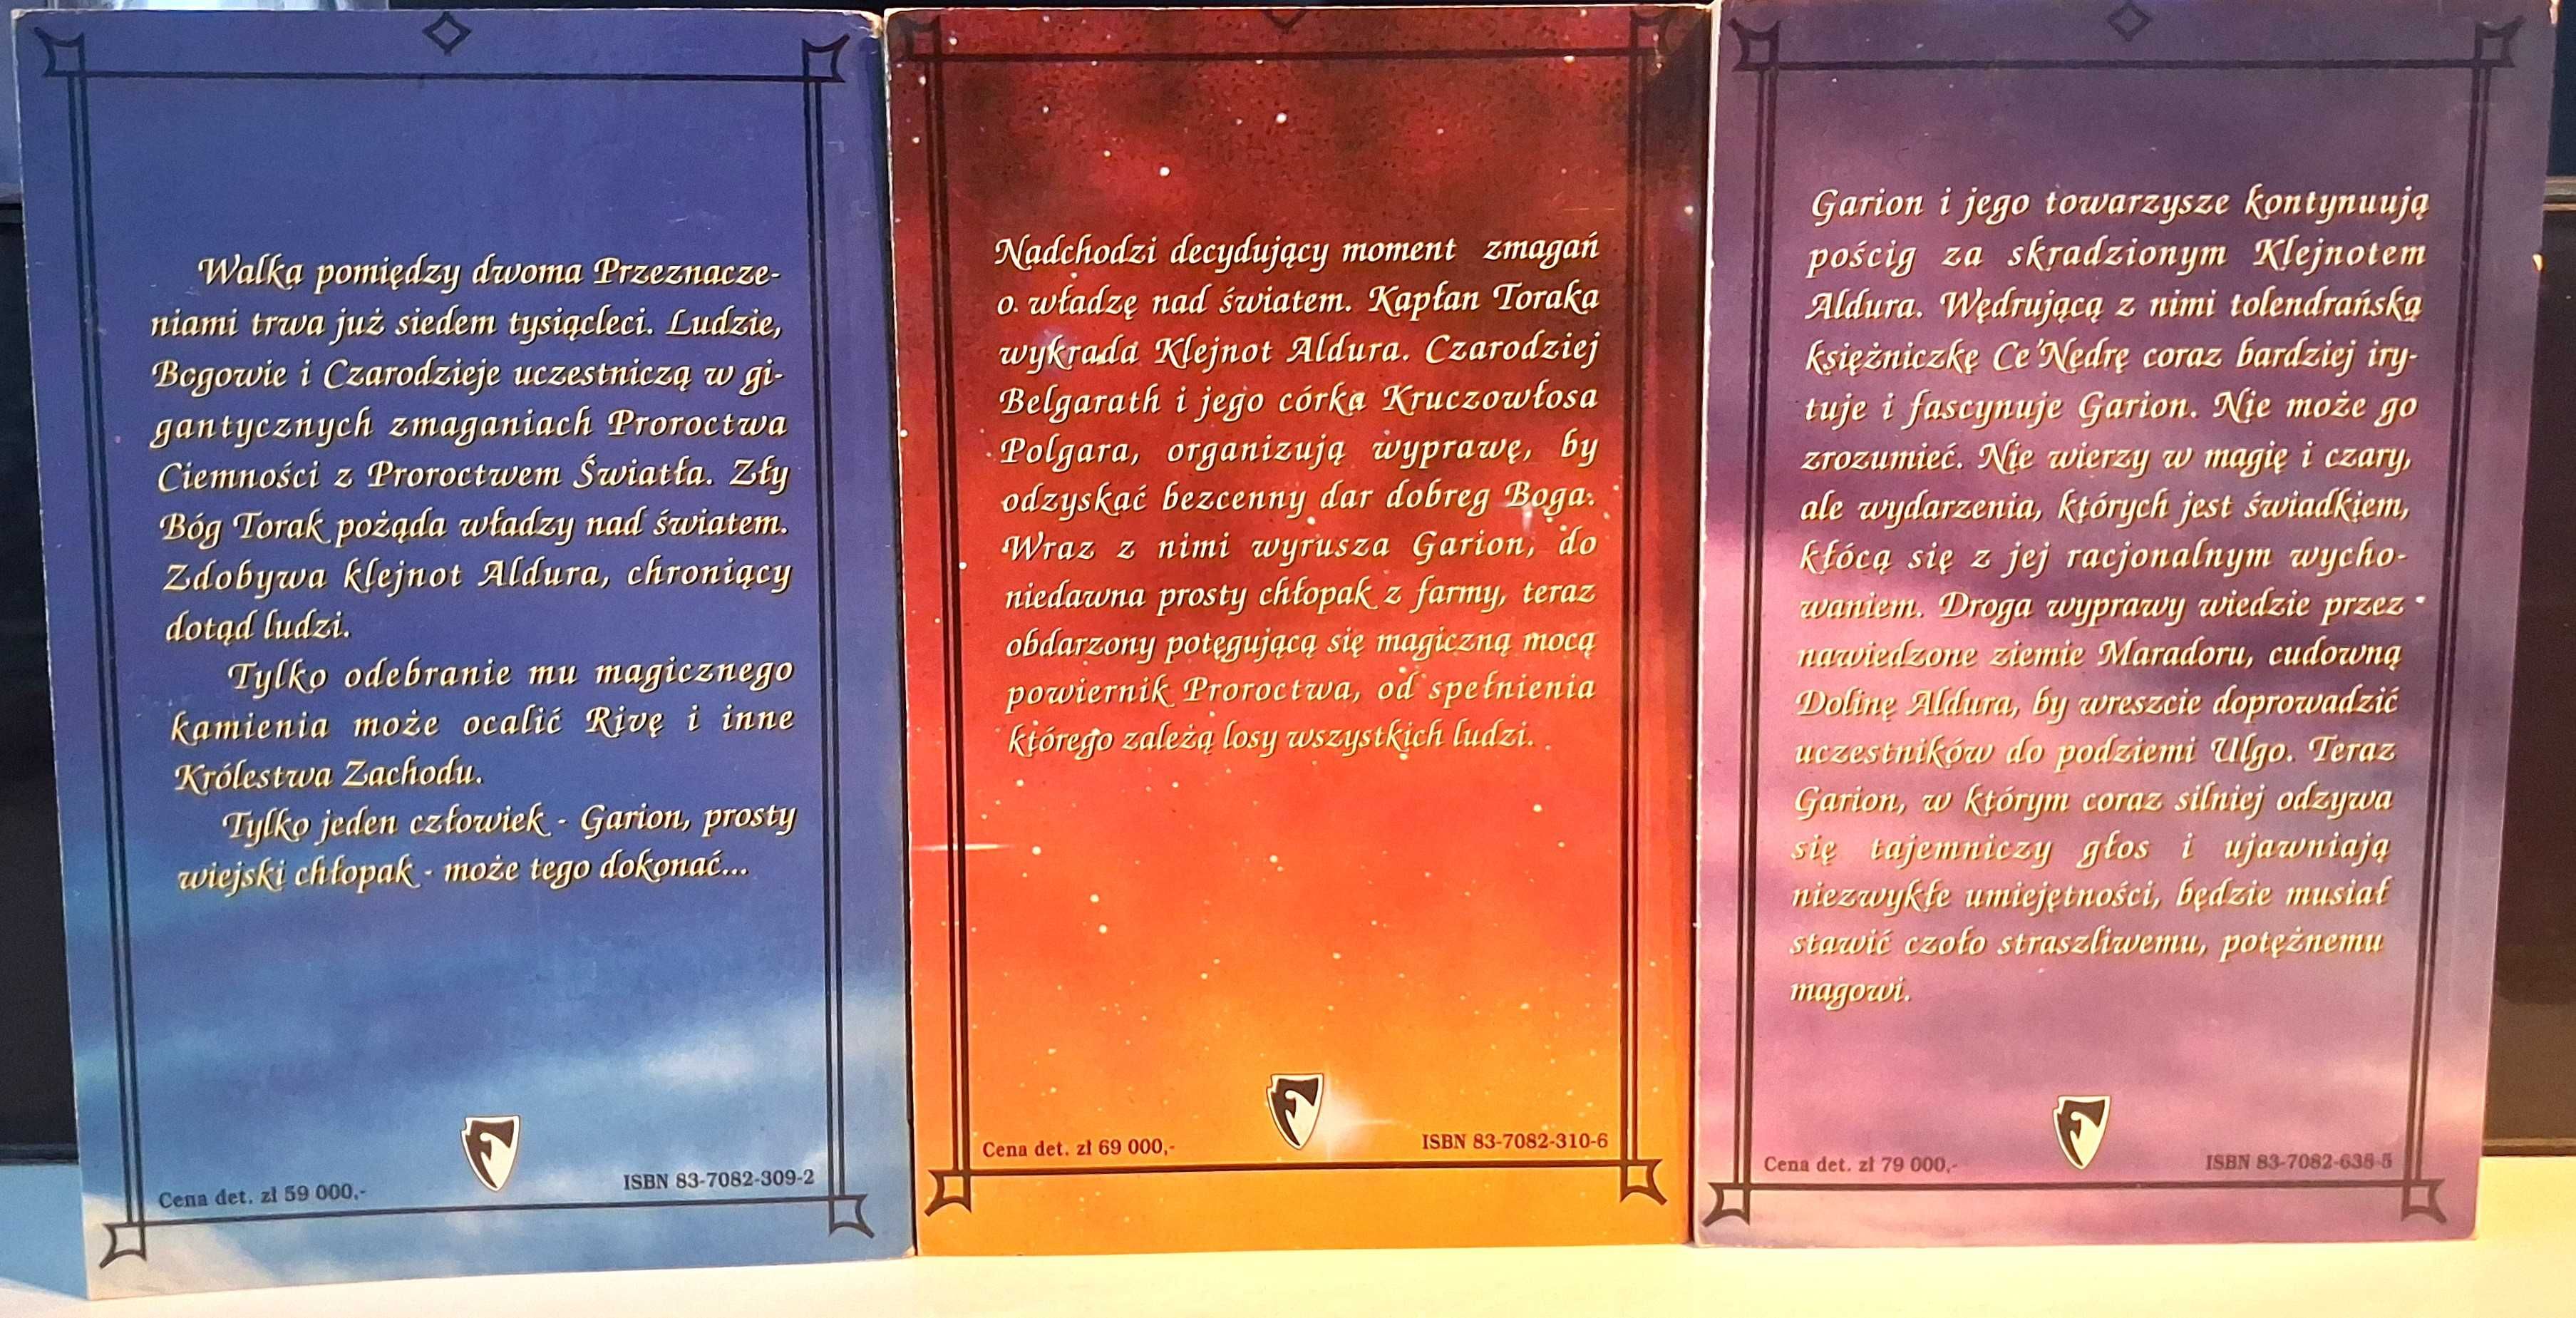 Walka pomiędzy dwoma Przeznacze-
niami trwa już siedem tysiącleci. Ludzie,
Bogowie i Czarodzieje uczestniczą w gi-
gantycznych zmaganiach Proroctwa
Ciemności z Proroctwem Światła. Zły
Bóg Torak pożąda władzy nad światem.
Zdobywa klejnot Aldura, chroniący
dotąd ludzi.
Tylko odebranie mu magicznego
kamienia może ocalić Rivę i inne
Królestwa Zachodu.
Tylko jeden człowiek - Garion, prosty
wiejski chłopak - może tego dokonać...
Cena det. zł 59 000,-
ISBN 83-7082-309-2
Nadchodzi decydujący moment zmagań
o władzę nad światem. Kapłan Toraka
wykrada Klejnot Aldura. Czarodziej
Belgarath i jego córka Kruczowłosa
Polgara, organizują wyprawę, by
odzyskać bezcenny dar dobreg Boga.
Wraz z nimi wyrusza Garion, do
niedawna prosty chłopak z farmy, teraz
obdarzony potęgującą się magiczną mocą
powiernik Proroctwa, od spełnienia
którego zależą losy wszystkich ludzi.
Cena det. zł 69 000,-
ISBN 83-7082-310-6
Garion i jego towarzysze kontynuują
pościg za skradzionym Klejnotem
Aldura. Wędrującą z nimi tolendrańską
księżniczkę Ce'Nedrę coraz bardziej iry-
tuje i fascynuje Garion. Nie może go
zrozumieć. Nie wierzy w magię i czary,
ale wydarzenia, których jest świadkiem,
kłócą się z jej racjonalnym wycho-
waniem. Droga wyprawy wiedzie przez
nawiedzone ziemie Maradoru, cudowną
Dolinę Aldura, by wreszcie doprowadzić
uczestników do podziemi Ulgo. Teraz
Garion, w którym coraz silniej odzywa
się tajemniczy głos i ujawniają
niezwykłe umiejętności, będzie musiał
stawić czoło straszliwemu, potężnemu
magowi.
Cena det. zł 79 000,-
ISBN 83-7082-638-5